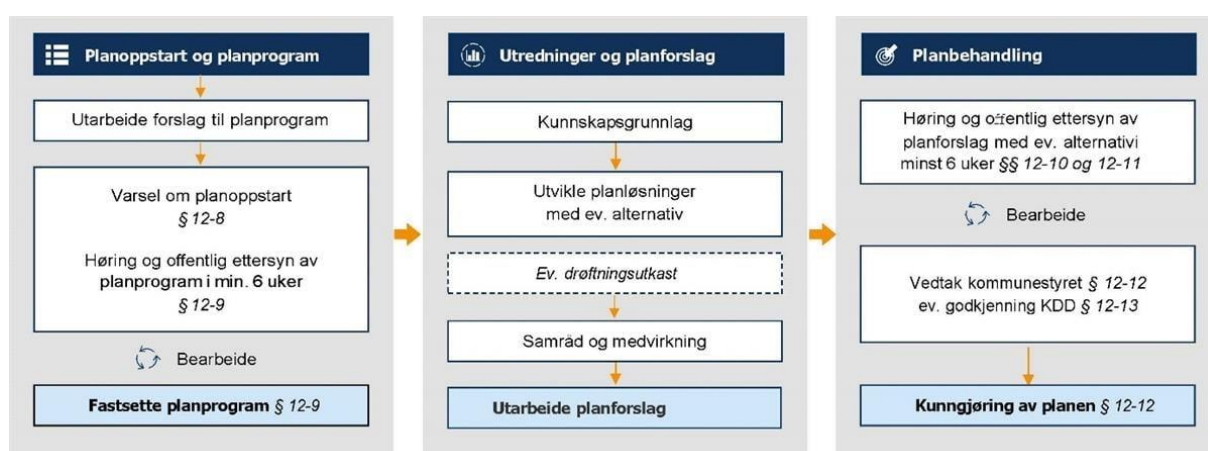 Planoppstart og planprogram
Utarbeide forslag til planprogram
Varsel om planoppstart
§ 12-8
Høring og offentlig ettersyn av
planprogram i min. 6 uker
§ 12-9
Bearbeide
Fastsette planprogram § 12-9
Utredninger og planforslag
Kunnskapsgrunnlag
Utvikle planløsninger
med ev. alternativ
Ev. drøftningsutkast
Samråd og medvirkning
Utarbeide planforslag
Planbehandling
Høring og offentlig ettersyn av
planforslag med ev. alternativi
minst 6 uker §§ 12-10 og 12-11
Bearbeide
Vedtak kommunestyret § 12-12
ev. godkjenning KDD § 12-13
Kunngjøring av planen § 12-12